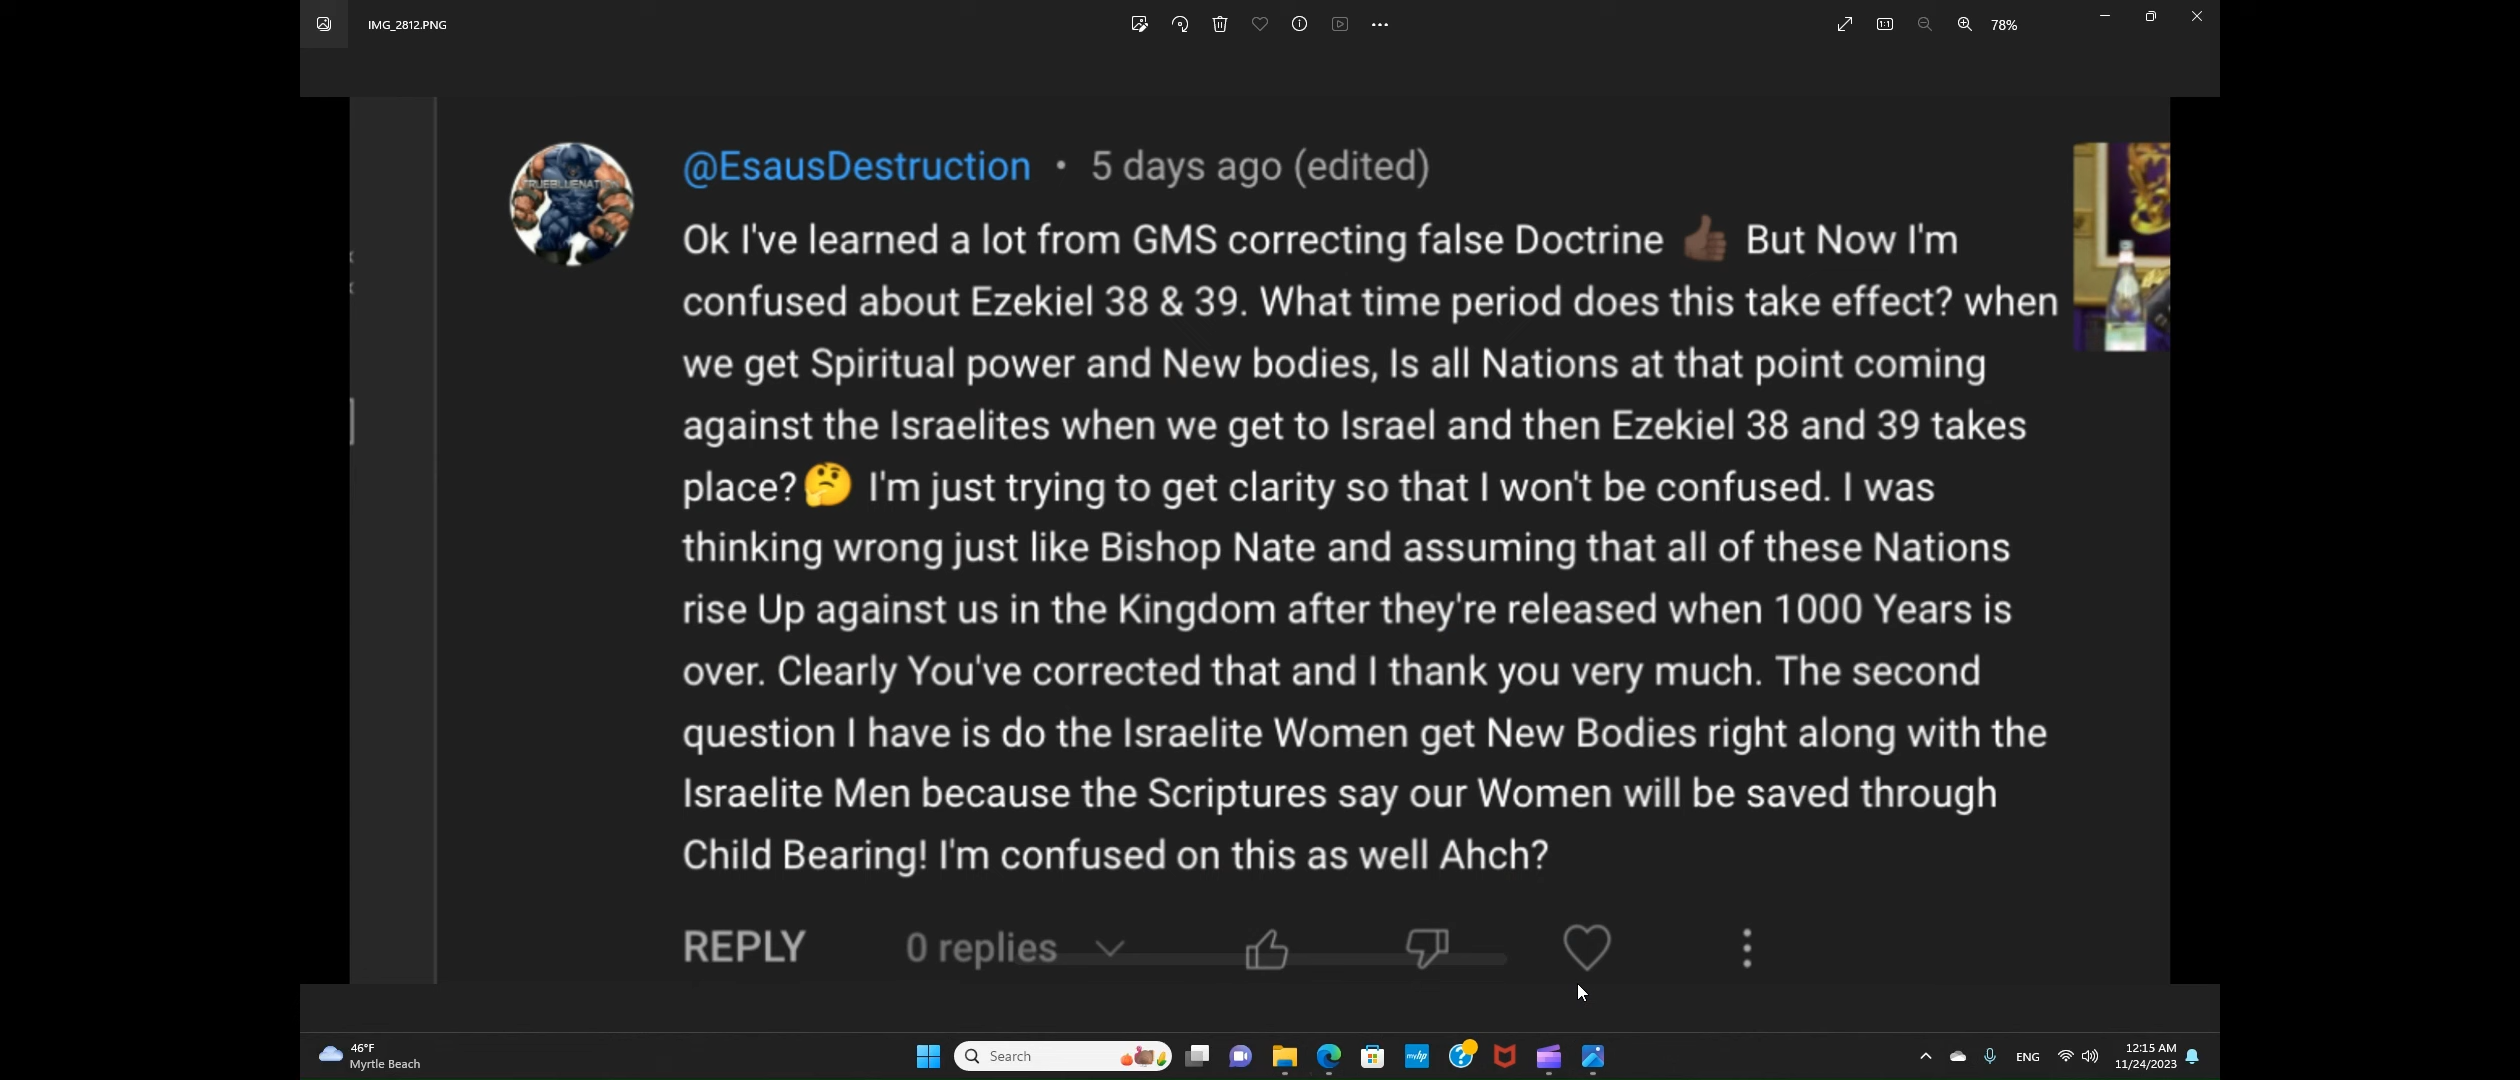 IMG_2812.PNG
78%
@EsausDestruction • 5 days ago (edited)
Ok I've learned a lot from GMS correcting false Doctrine 👍🏿 But Now I'm
confused about Ezekiel 38 & 39. What time period does this take effect? when
we get Spiritual power and New bodies, Is all Nations at that point coming
against the Israelites when we get to Israel and then Ezekiel 38 and 39 takes
place?🤔 I'm just trying to get clarity so that I won't be confused. I was
thinking wrong just like Bishop Nate and assuming that all of these Nations
rise Up against us in the Kingdom after they're released when 1000 Years is
over. Clearly You've corrected that and I thank you very much. The second
question I have is do the Israelite Women get New Bodies right along with the
Israelite Men because the Scriptures say our Women will be saved through
Child Bearing! I'm confused on this as well Ahch?
REPLY 0 replies
46°F
Myrtle Beach
Search
myhp
ENG
12:15 AM
11/24/2023